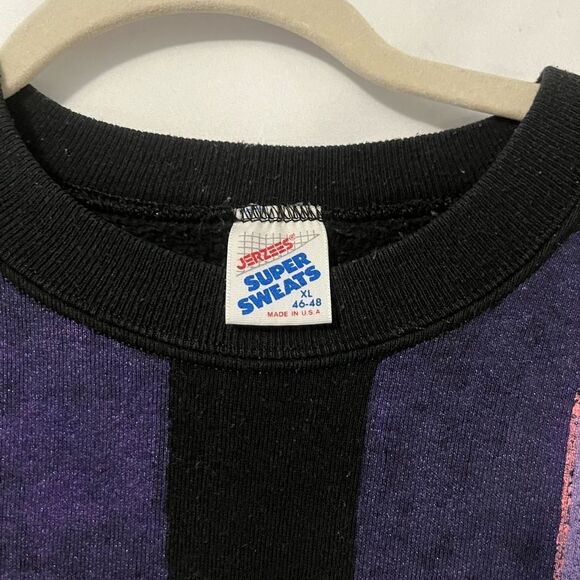 JERZEES®
SUPER
SWEATS
XL
46-48
MADE IN U.S.A